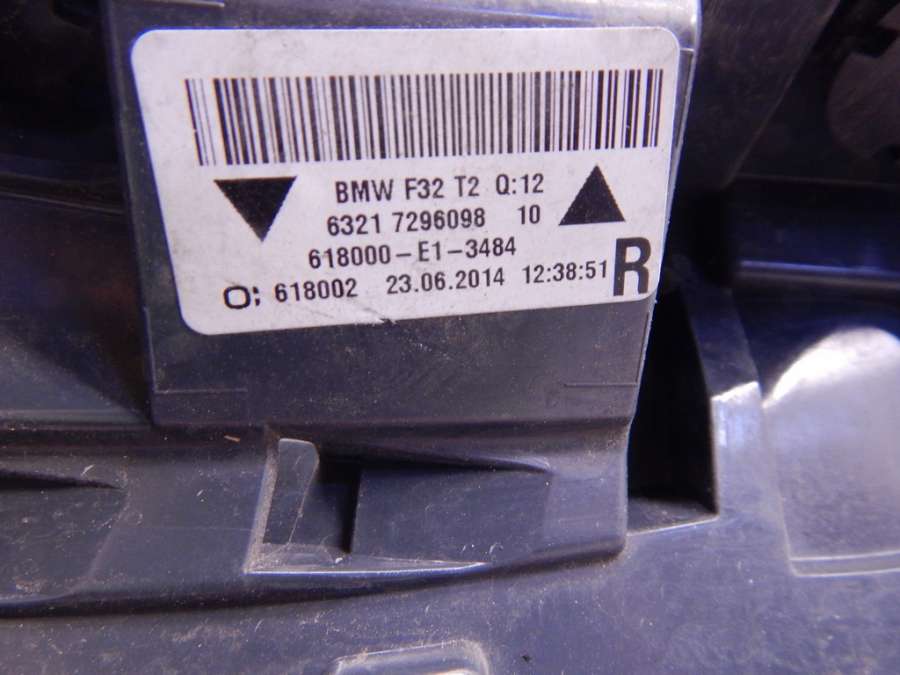 BMW F32 T2 Q:12
6321 7296098 10
618000-E1-3484
O: 618002 23.06.2014 12:38:51 R